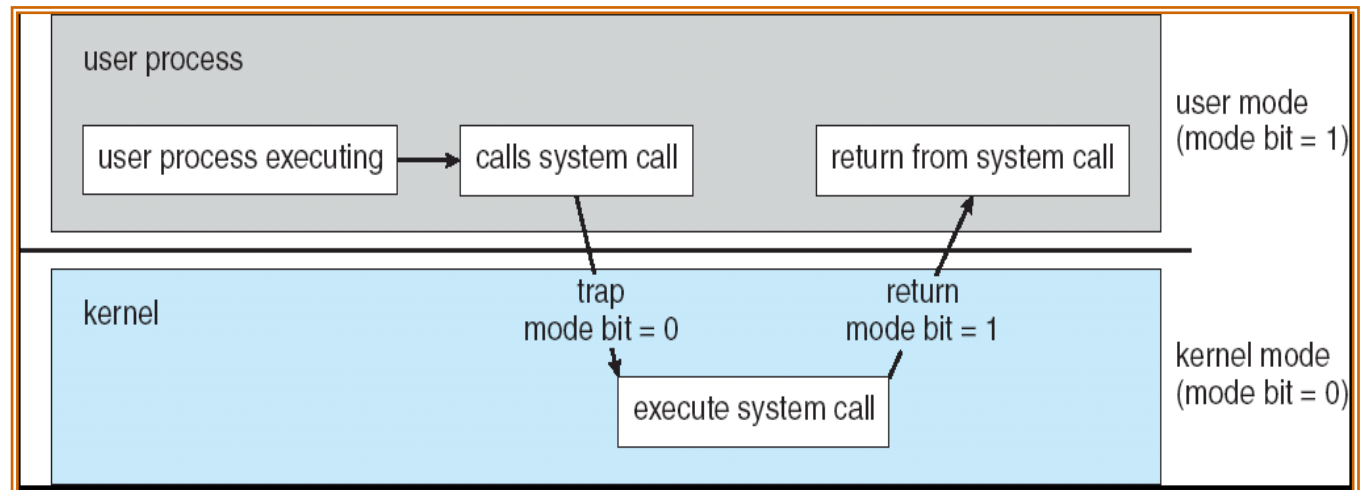 user process
user process executing
calls system call
return from system call
user mode
(mode bit = 1)
kernel
trap
mode bit = 0
return
mode bit = 1
execute system call
kernel mode
(mode bit = 0)